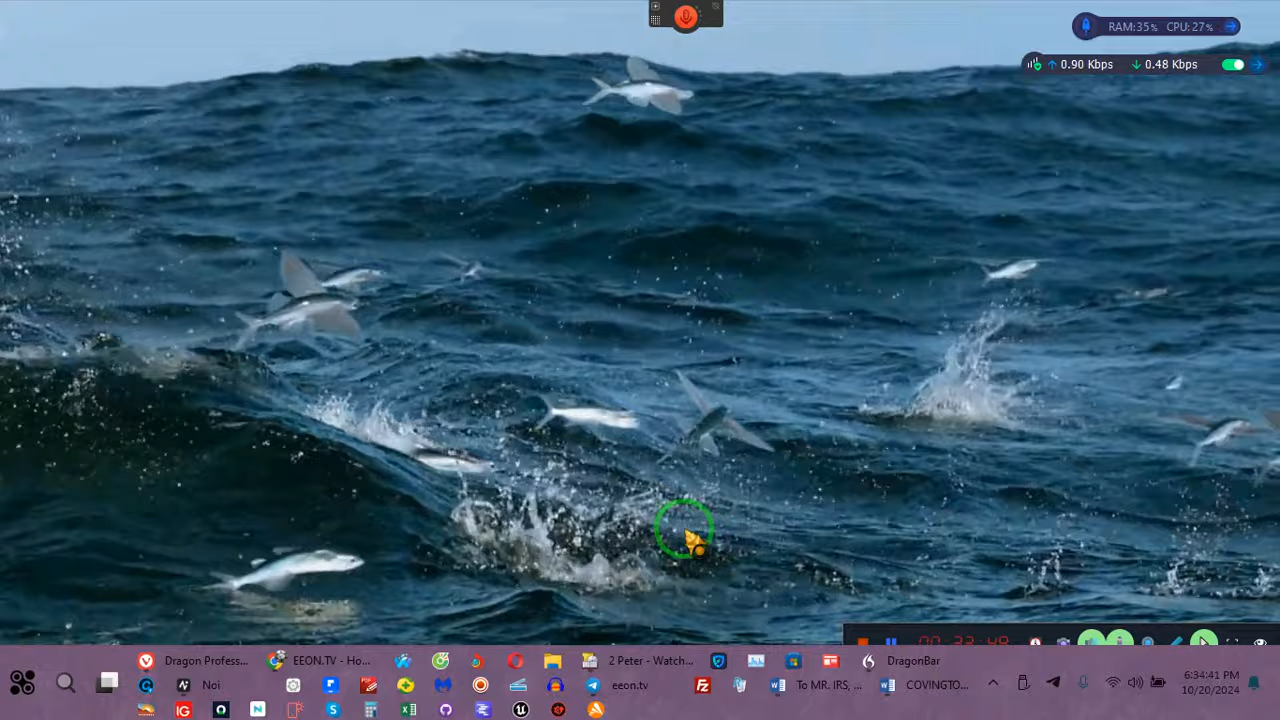 RAM:35% CPU:27%
0.90 Kbps 0.48 Kbps
Dragon Profess...
EEON.TV - Ho...
2 Peter - Watch...
DragonBar
Noi
eeon.tv
To MR. IRS, ...
COVINGTO...
IG
6:34:41 PM
10/20/2024